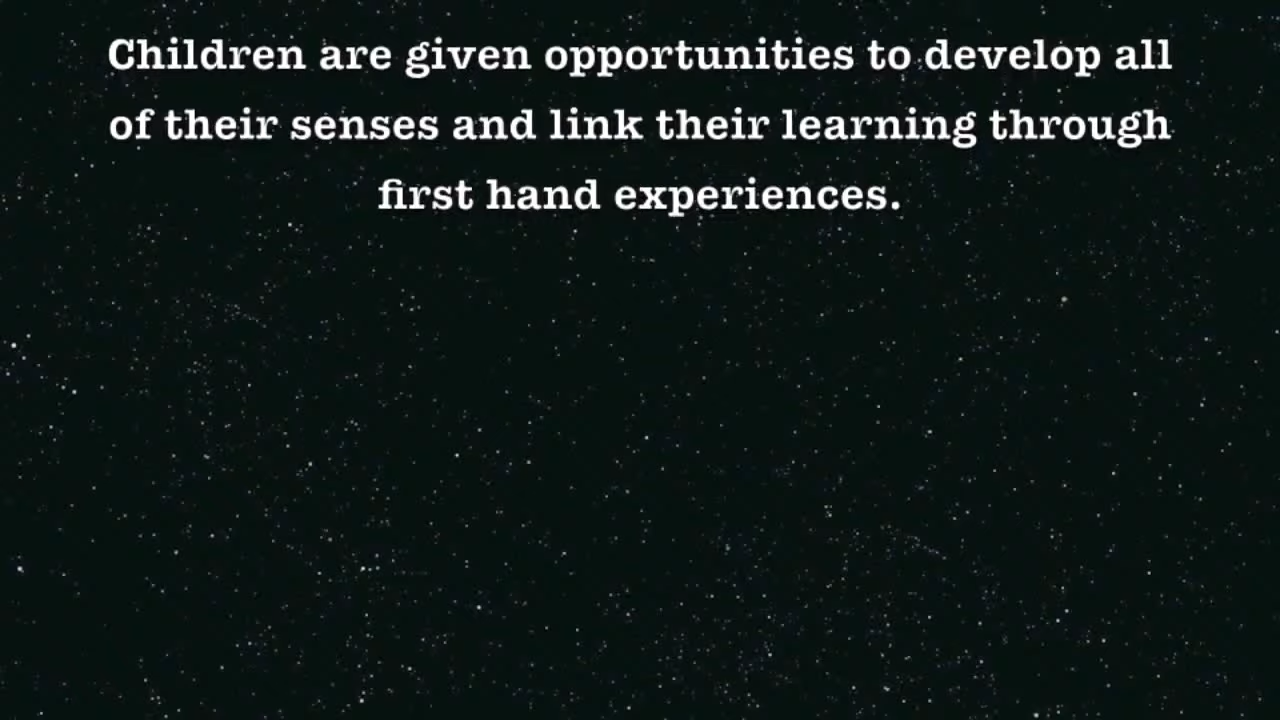 Children are given opportunities to develop all
of their senses and link their learning through
first hand experiences.